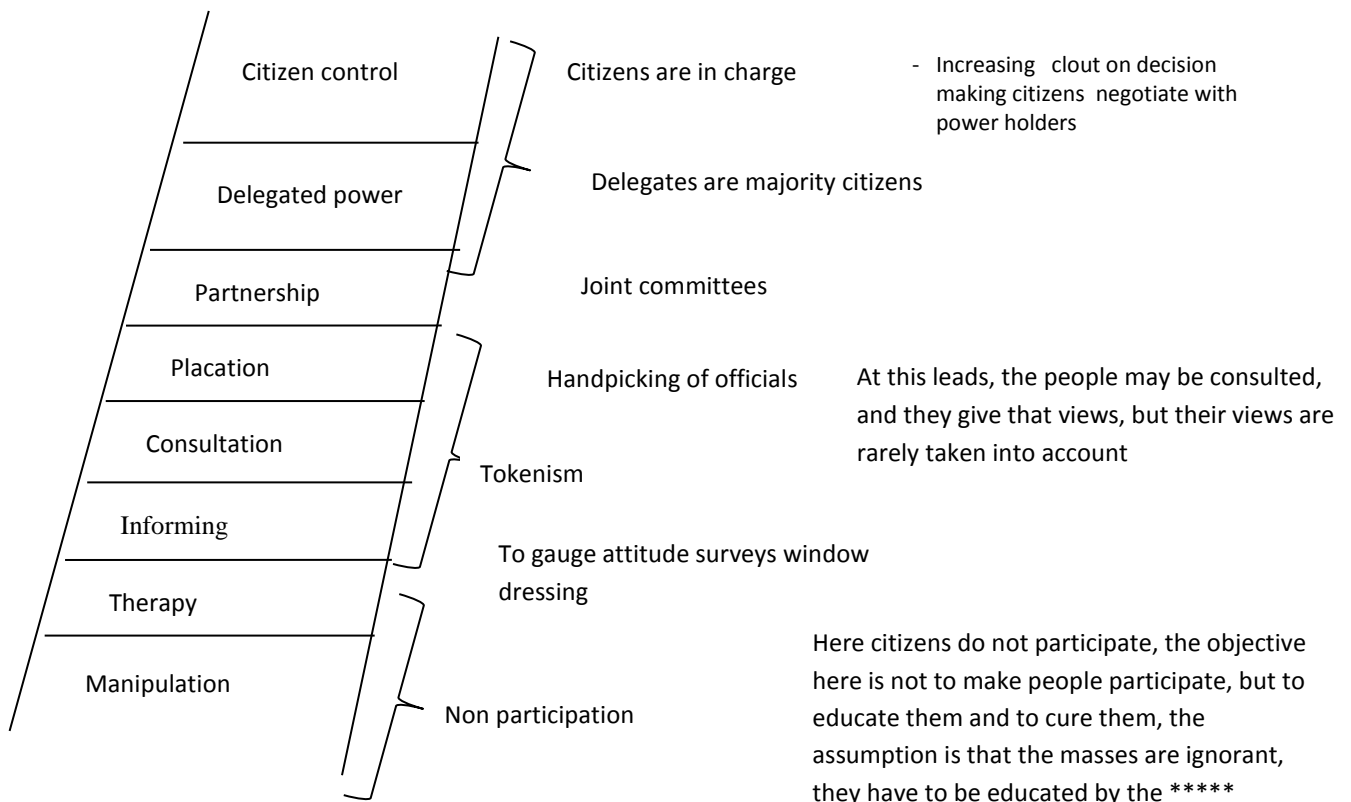 Citizen control
Citizens are in charge
- Increasing clout on decision
making citizens negotiate with
power holders
Delegated power
Delegates are majority citizens
Partnership
Joint committees
Placation
Handpicking of officials
At this leads, the people may be consulted,
and they give that views, but their views are
rarely taken into account
Consultation
Tokenism
Informing
To gauge attitude surveys window
dressing
Therapy
Manipulation
Non participation
Here citizens do not participate, the objective
here is not to make people participate, but to
educate them and to cure them, the
assumption is that the masses are ignorant,
they have to be educated by the *****